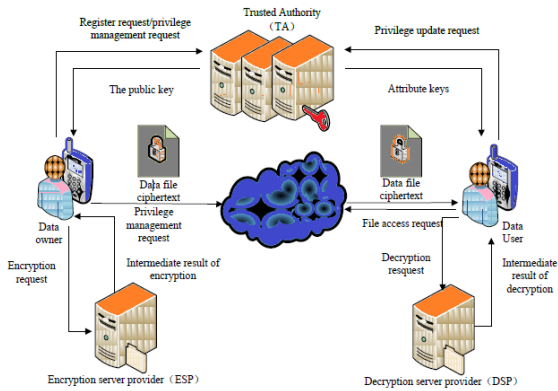 Register request/privilege
management request
Trusted Authority
（TA）
Privilege update request
The public key
Attribute keys
Data file
ciphertext
Privilege
management
request
Data file
ciphertext
File access request
Data
owner
Data
User
Encryption
request
Intermediate result of
encryption
Decryption
resquest
Intermediate
result of
decryption
Encryption server provider（ESP）
Decryption server provider（DSP）